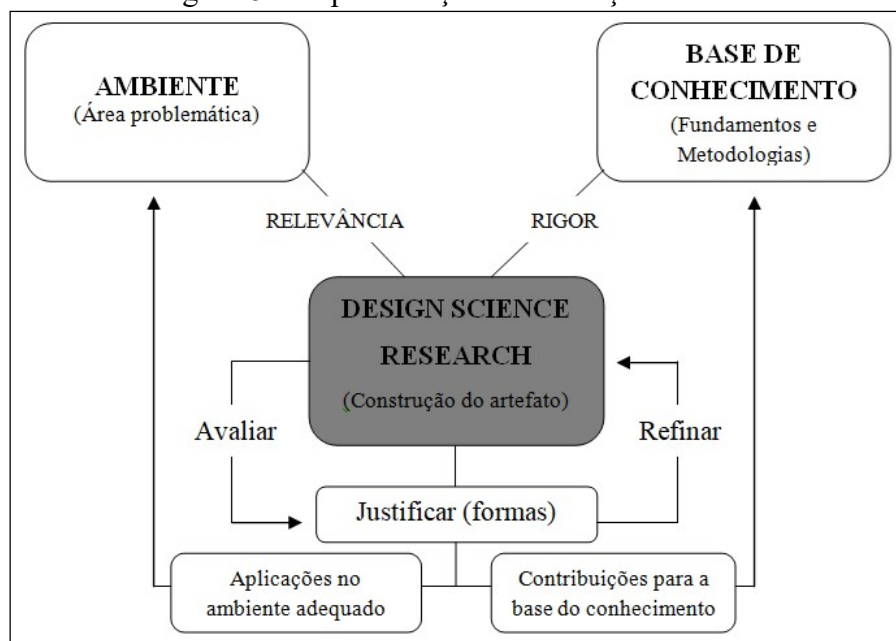 AMBIENTE
(Área problemática)
BASE DE
CONHECIMENTO
(Fundamentos e
Metodologias)
RELEVÂNCIA
RIGOR
DESIGN SCIENCE
RESEARCH
(Construção do artefato)
Avaliar
Refinar
Justificar (formas)
Aplicações no
ambiente adequado
Contribuições para a
base do conhecimento